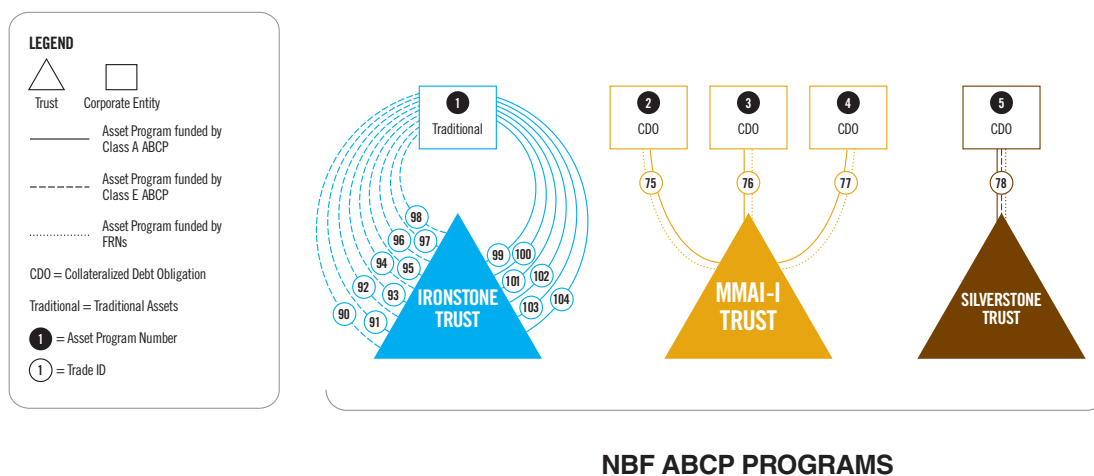 LEGEND
Trust
Corporate Entity
Asset Program funded by
Class A ABCP
Asset Program funded by
Class E ABCP
Asset Program funded by
FRNs
CDO = Collateralized Debt Obligation
Traditional = Traditional Assets
1 = Asset Program Number
1 = Trade ID
1
Traditional
98
96
97
94
95
92
93
90
91
99
100
101
102
103
104
IRONSTONE
TRUST
2
CDO
3
CDO
4
CDO
75
76
77
MMAI-I
TRUST
5
CDO
78
SILVERSTONE
TRUST
NBF ABCP PROGRAMS